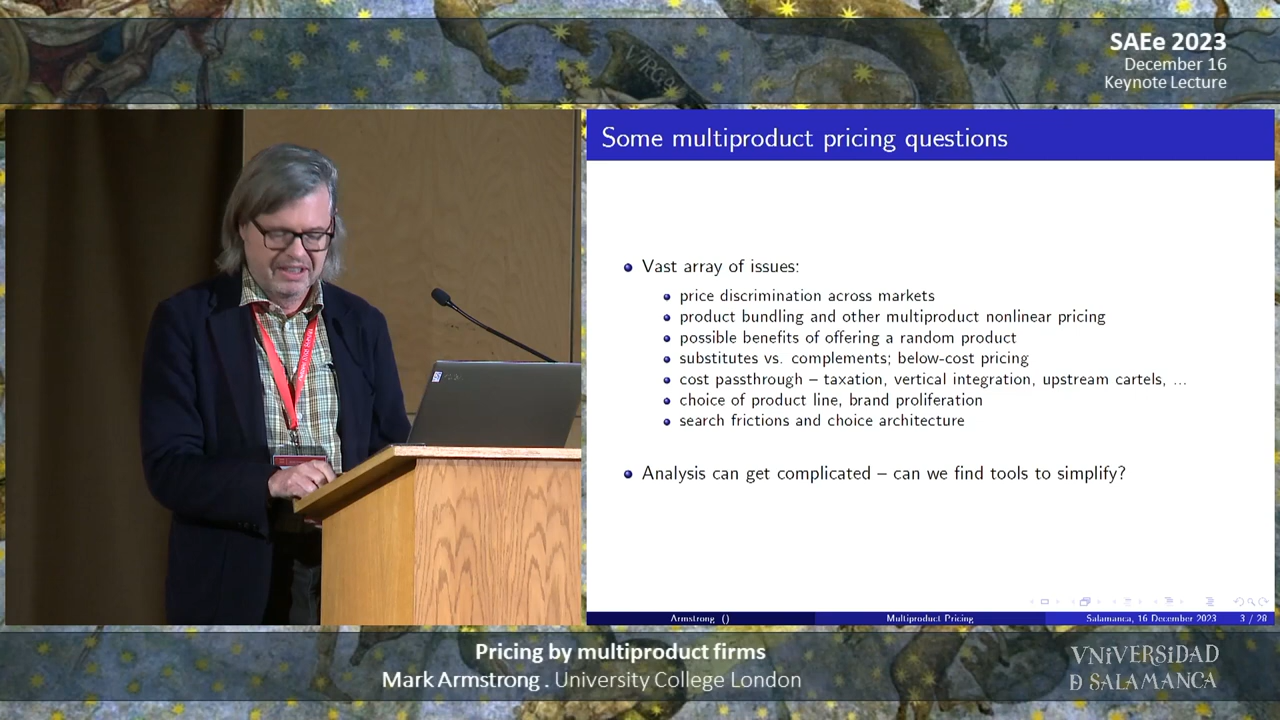 SAEe 2023
December 16
Keynote Lecture
VIRGO
Some multiproduct pricing questions
Vast array of issues:
price discrimination across markets
product bundling and other multiproduct nonlinear pricing
possible benefits of offering a random product
substitutes vs. complements; below-cost pricing
cost passthrough – taxation, vertical integration, upstream cartels, ...
choice of product line, brand proliferation
search frictions and choice architecture
Analysis can get complicated – can we find tools to simplify?
Armstrong ()
Multiproduct Pricing
Salamanca, 16 December 2023
3 / 28
Pricing by multiproduct firms
Mark Armstrong . University College London
VNiVERSiDAD
Ð SALAMANCA